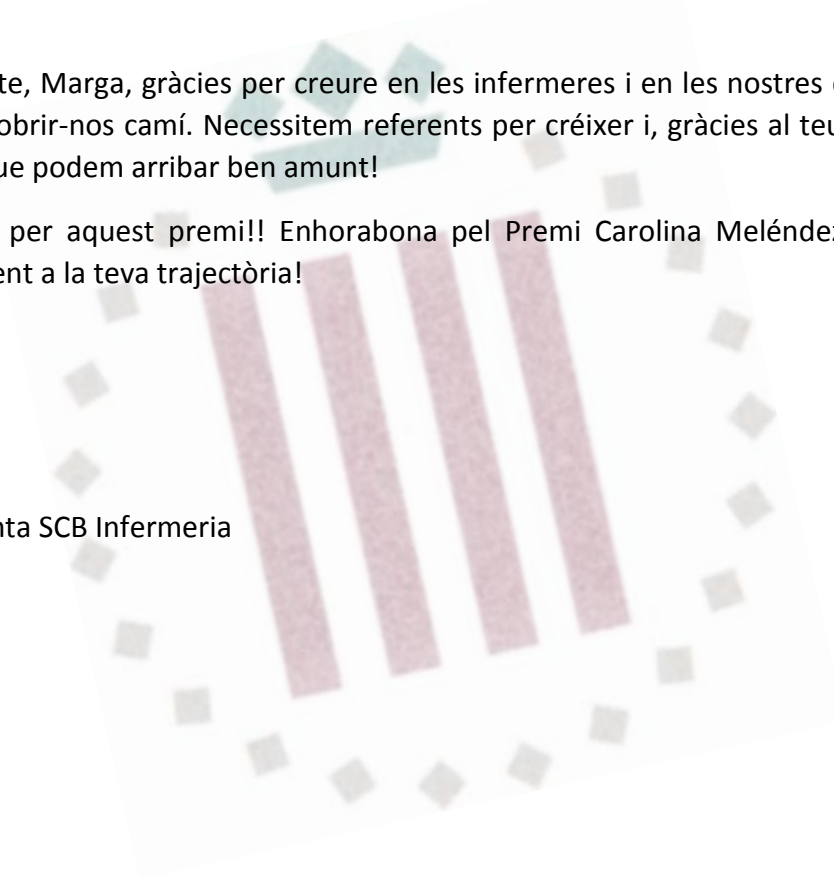 te, Marga, gràcies per creure en les infermeres i en les nostres
obrir-nos camí. Necessitem referents per créixer i, gràcies al teu
ue podem arribar ben amunt!
per aquest premi!! Enhorabona pel Premi Carolina Meléndez
ent a la teva trajectòria!
nta SCB Infermeria